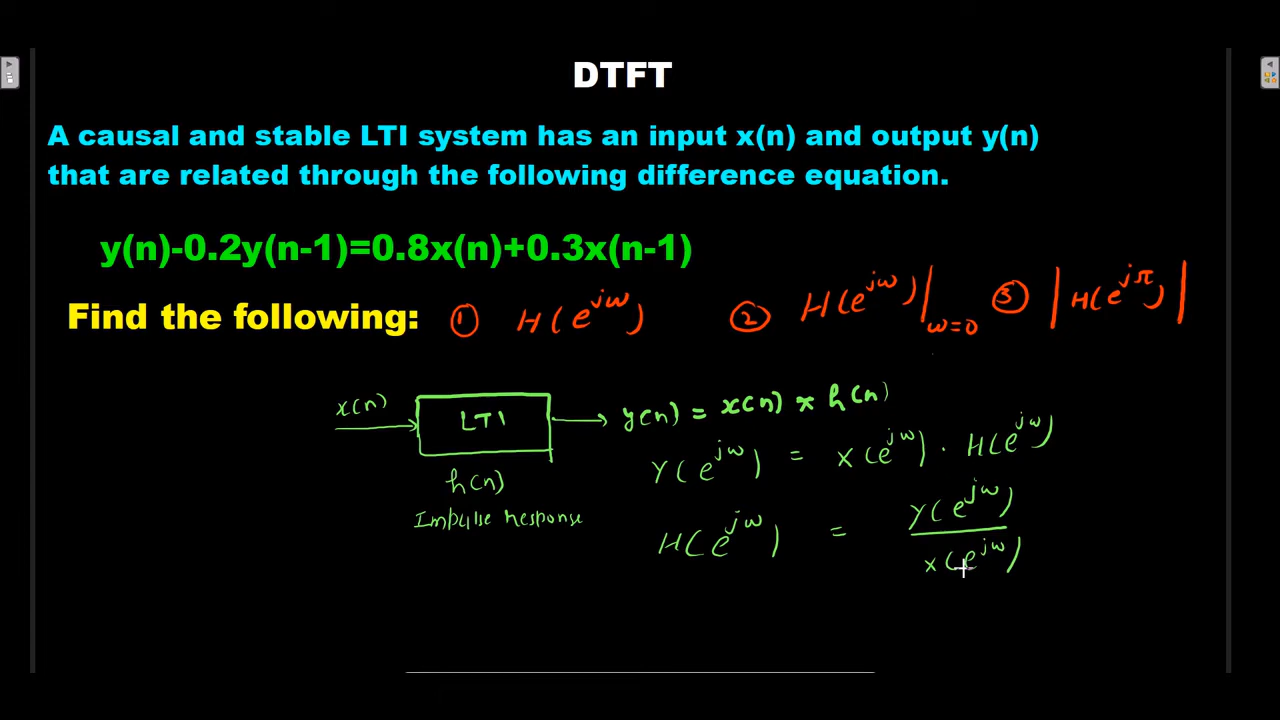 DTFT
A causal and stable LTI system has an input x(n) and output y(n)
that are related through the following difference equation.
y(n)-0.2y(n-1)=0.8x(n)+0.3x(n-1)
Find the following: ① H(e^{jω}) ② H(e^{jω})|_{ω=0} ③ |H(e^{jπ})|
x(n) LTI y(n) = x(n) * h(n)
Y(e^{jω}) = X(e^{jω}) · H(e^{jω})
h(n)
Impulse Response
H(e^{jω}) = Y(e^{jω}) / X(e^{jω})